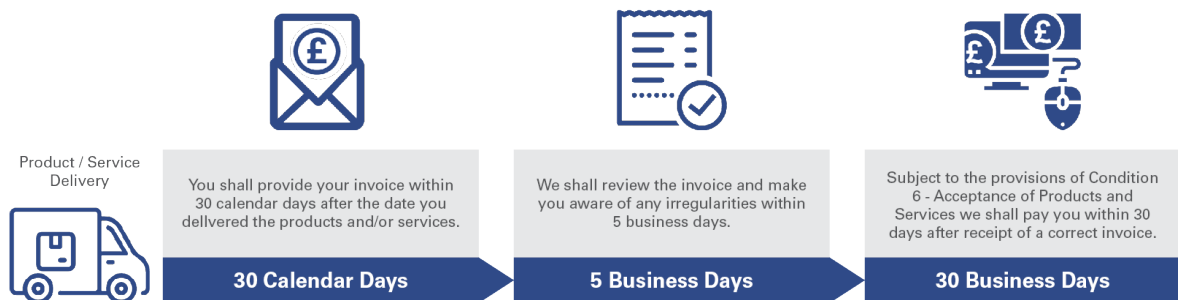 Product / Service
Delivery
You shall provide your invoice within
30 calendar days after the date you
delivered the products and/or services.
30 Calendar Days
We shall review the invoice and make
you aware of any irregularities within
5 business days.
5 Business Days
Subject to the provisions of Condition
6 - Acceptance of Products and
Services we shall pay you within 30
days after receipt of a correct invoice.
30 Business Days
£
£
£